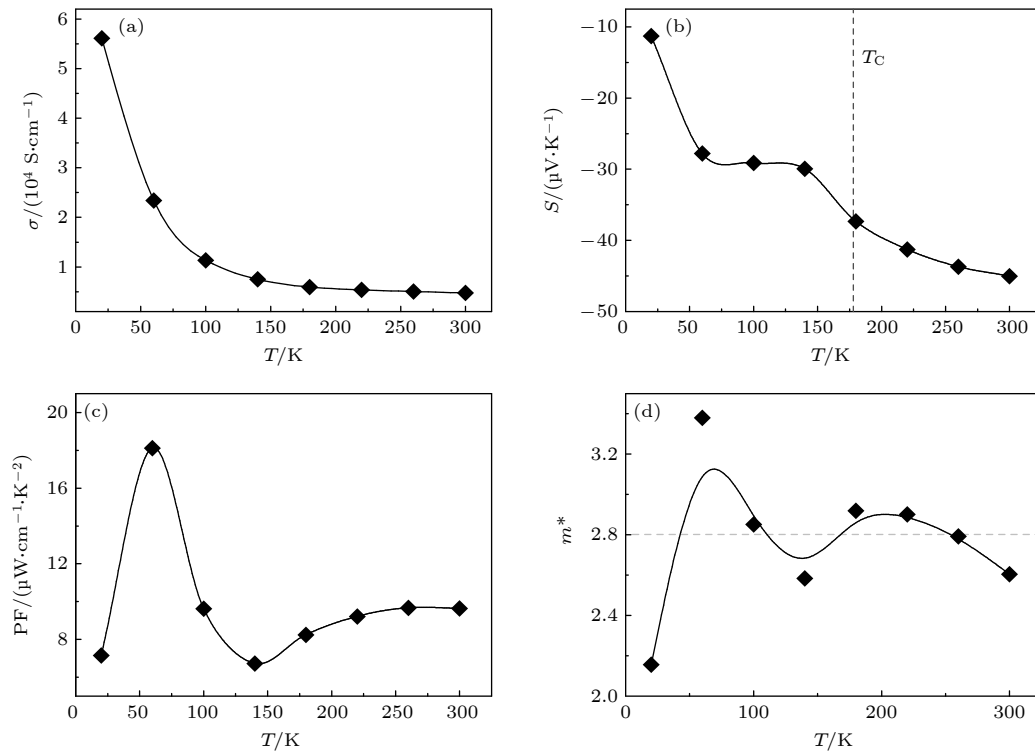 (a)
σ/(10⁴ S·cm⁻¹)
6
5
4
3
2
1
0 50 100 150 200 250 300
T/K
(b)
T_C
S/(µV·K⁻¹)
−10
−20
−30
−40
−50
0 50 100 150 200 250 300
T/K
(c)
PF/(µW·cm⁻¹·K⁻²)
20
16
12
8
0 50 100 150 200 250 300
T/K
(d)
m*
3.2
2.8
2.4
2.0
0 100 200 300
T/K